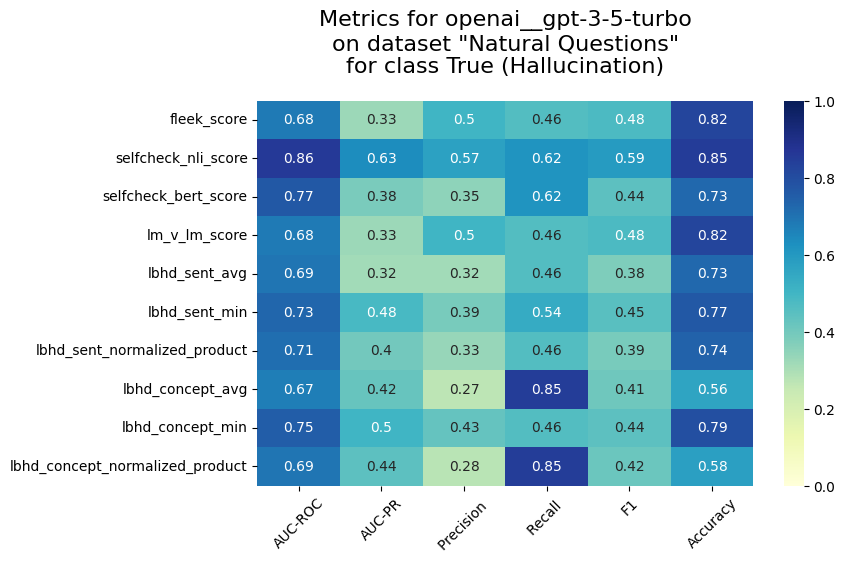 Metrics for openai__gpt-3-5-turbo
on dataset "Natural Questions"
for class True (Hallucination)
fleek_score 0.68 0.33 0.5 0.46 0.48 0.82
selfcheck_nli_score 0.86 0.63 0.57 0.62 0.59 0.85
selfcheck_bert_score 0.77 0.38 0.35 0.62 0.44 0.73
lm_v_lm_score 0.68 0.33 0.5 0.46 0.48 0.82
lbhd_sent_avg 0.69 0.32 0.32 0.46 0.38 0.73
lbhd_sent_min 0.73 0.48 0.39 0.54 0.45 0.77
lbhd_sent_normalized_product 0.71 0.4 0.33 0.46 0.39 0.74
lbhd_concept_avg 0.67 0.42 0.27 0.85 0.41 0.56
lbhd_concept_min 0.75 0.5 0.43 0.46 0.44 0.79
lbhd_concept_normalized_product 0.69 0.44 0.28 0.85 0.42 0.58
AUC-ROC AUC-PR Precision Recall F1 Accuracy
1.0
0.8
0.6
0.4
0.2
0.0